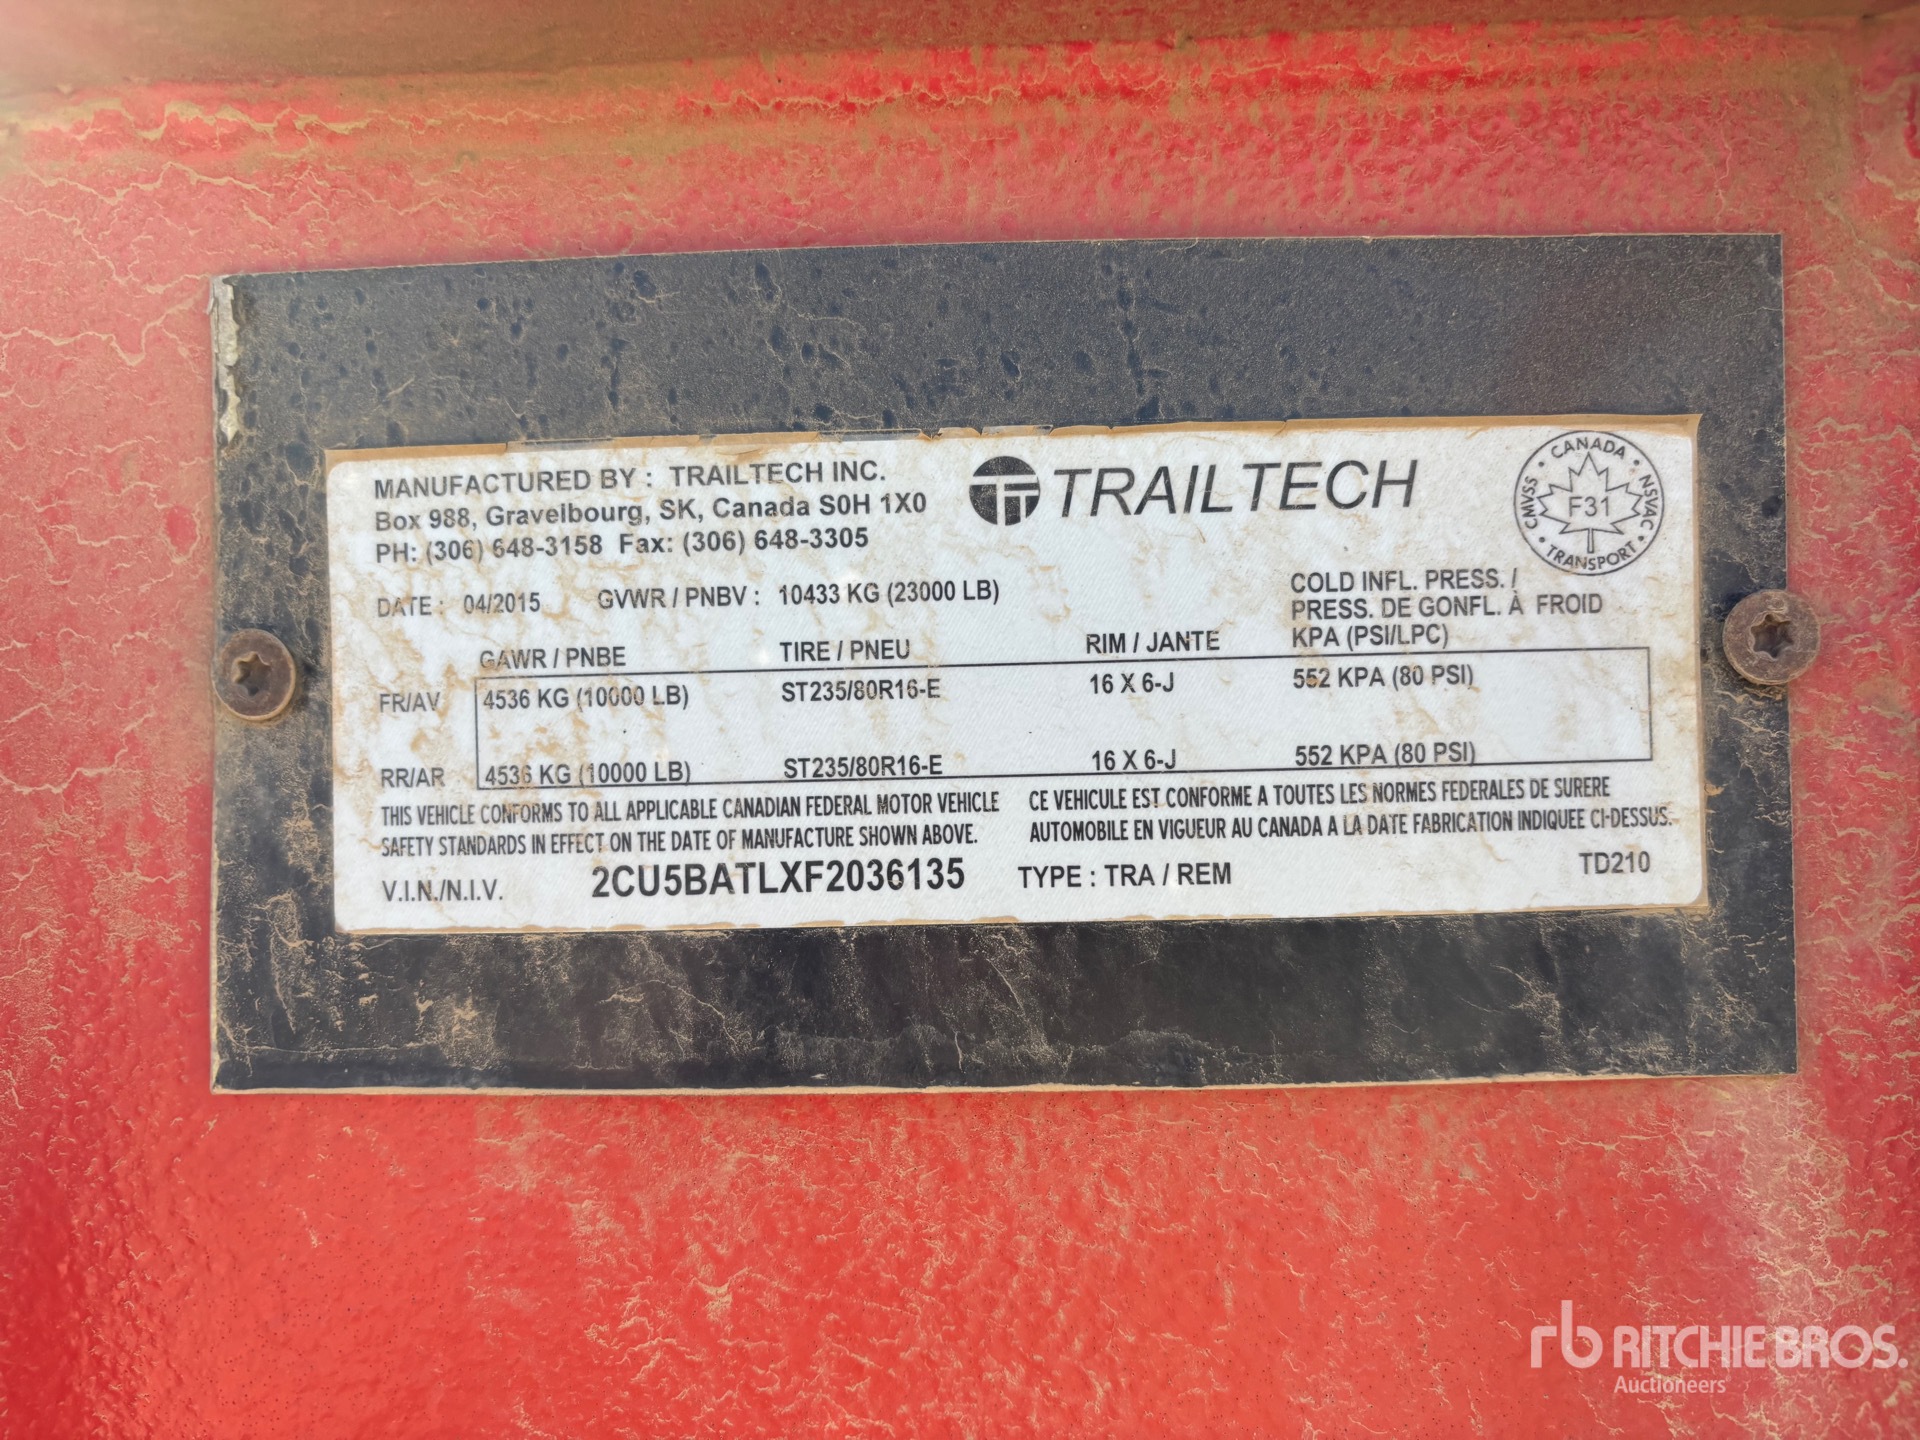 MANUFACTURED BY : TRAILTECH INC.
Box 988, Gravelbourg, SK, Canada S0H 1X0
PH: (306) 648-3158 Fax: (306) 648-3305
TRAILTECH
CANADA
CMVSS
NSVAC
F31
TRANSPORT
DATE : 04/2015 GVWR / PNBV : 10433 KG (23000 LB)
COLD INFL. PRESS. /
PRESS. DE GONFL. À FROID
GAWR / PNBE TIRE / PNEU RIM / JANTE KPA (PSI/LPC)
FR/AV 4536 KG (10000 LB) ST235/80R16-E 16 X 6-J 552 KPA (80 PSI)
RR/AR 4536 KG (10000 LB) ST235/80R16-E 16 X 6-J 552 KPA (80 PSI)
THIS VEHICLE CONFORMS TO ALL APPLICABLE CANADIAN FEDERAL MOTOR VEHICLE
SAFETY STANDARDS IN EFFECT ON THE DATE OF MANUFACTURE SHOWN ABOVE.
CE VEHICULE EST CONFORME A TOUTES LES NORMES FEDERALES DE SURERE
AUTOMOBILE EN VIGUEUR AU CANADA A LA DATE FABRICATION INDIQUEE CI-DESSUS.
V.I.N./N.I.V. 2CU5BATLXF2036135 TYPE : TRA / REM TD210
rb RITCHIE BROS.
Auctioneers